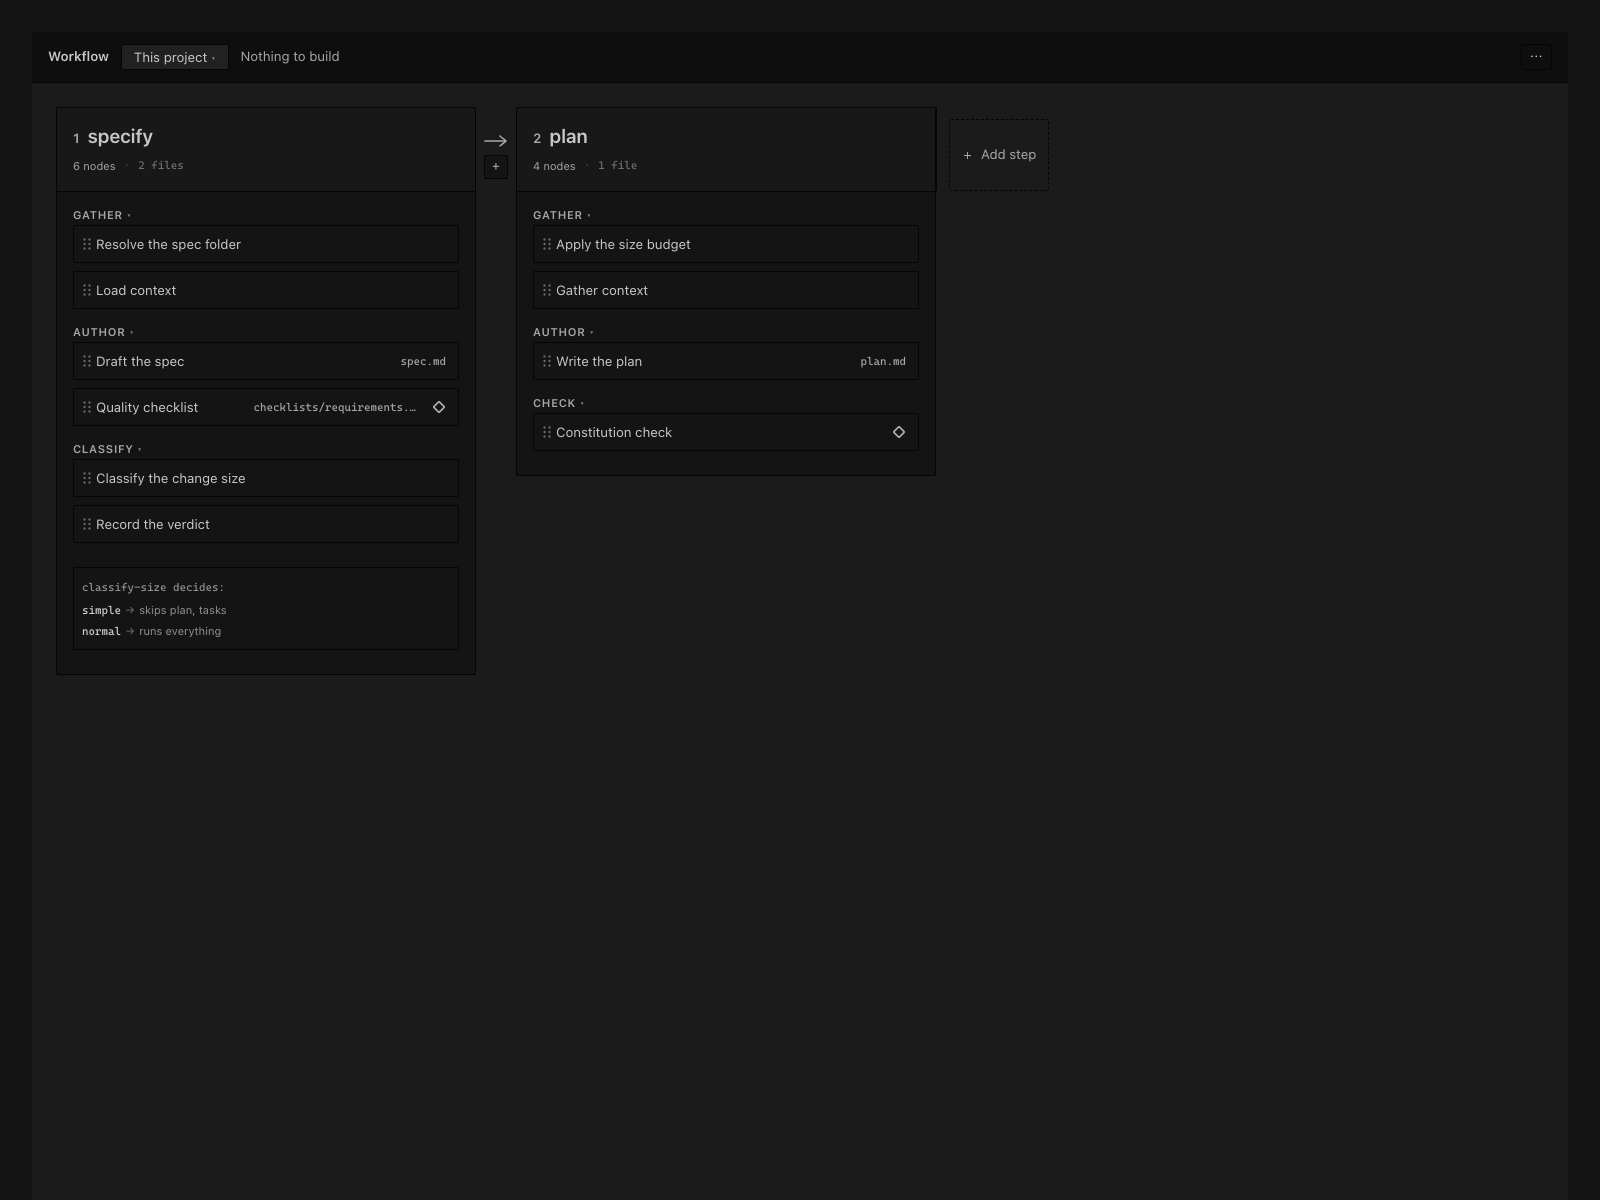 Workflow This project Nothing to build ...
1 specify
6 nodes · 2 files
GATHER
Resolve the spec folder
Load context
AUTHOR
Draft the spec spec.md
Quality checklist checklists/requirements.…
CLASSIFY
Classify the change size
Record the verdict
classify-size decides:
simple → skips plan, tasks
normal → runs everything
→
+
2 plan
4 nodes · 1 file
GATHER
Apply the size budget
Gather context
AUTHOR
Write the plan plan.md
CHECK
Constitution check
+ Add step